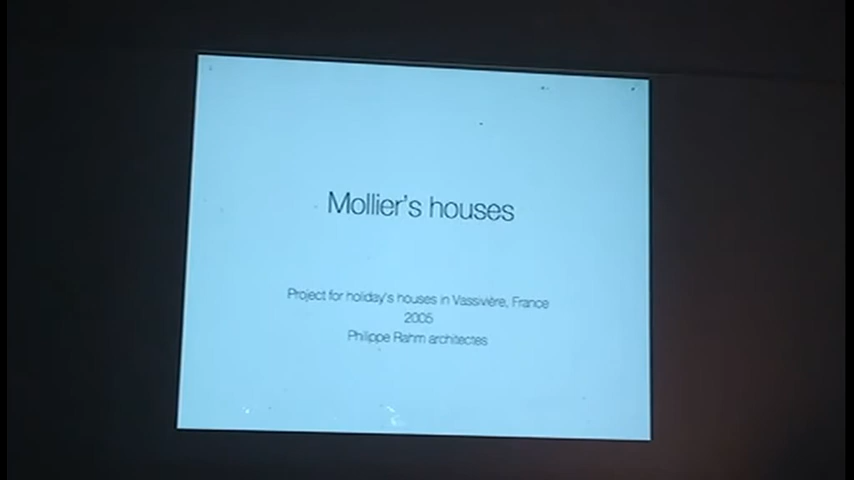 Mollier's houses
Project for holiday's houses in Vassivière, France
2005
Philippe Rahm architectes